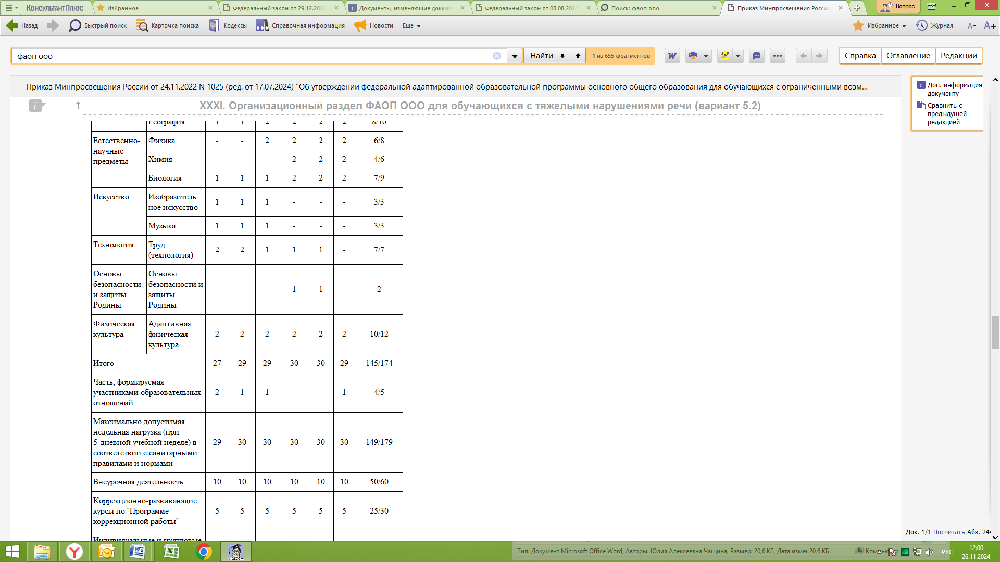 КонсультантПлюс
Избранное
Федеральный закон от 29.12.2012
Документы, изменяющие докуме
Федеральный закон от 08.08.2024
Поиск: фаоп ооо
Приказ Минпросвещения России
Вопрос
Назад
Быстрый поиск
Карточка поиска
Кодексы
Справочная информация
Новости
Еще
Избранное
Журнал
А−
А+
фаоп ооо
Найти
1 из 655 фрагментов
Справка
Оглавление
Редакции
Приказ Минпросвещения России от 24.11.2022 N 1025 (ред. от 17.07.2024) "Об утверждении федеральной адаптированной образовательной программы основного общего образования для обучающихся с ограниченными возм...
Доп. информация
документу
Сравнить с
предыдущей
редакцией
XXXI. Организационный раздел ФАОП ООО для обучающихся с тяжелыми нарушениями речи (вариант 5.2)
География 1 1 2 2 2 2 8/10
Естественно-
научные
предметы
Физика - - 2 2 2 2 6/8
Химия - - - 2 2 2 4/6
Биология 1 1 1 2 2 2 7/9
Искусство
Изобразитель
ное искусство
1 1 1 - - - 3/3
Музыка 1 1 1 - - - 3/3
Технология
Труд
(технология)
2 2 1 1 1 - 7/7
Основы
безопасности
и защиты
Родины
Основы
безопасности и
защиты
Родины
- - - 1 1 - 2
Физическая
культура
Адаптивная
физическая
культура
2 2 2 2 2 2 10/12
Итого 27 29 29 30 30 29 145/174
Часть, формируемая
участниками образовательных
отношений
2 1 1 - - 1 4/5
Максимально допустимая
недельная нагрузка (при
5-дневной учебной неделе) в
соответствии с санитарными
правилами и нормами
29 30 30 30 30 30 149/179
Внеурочная деятельность: 10 10 10 10 10 10 50/60
Коррекционно-развивающие
курсы по "Программе
коррекционной работы"
5 5 5 5 5 5 25/30
Индивидуальные и групповые
Док. 1/1 Посчитать Абз. 244
Тип: Документ Microsoft Office Word, Авторы: Юлия Алексеевна Чащина, Размер: 20,6 КБ, Дата изме
20,6 КБ
Компьютер
РУС
12:00
26.11.2024